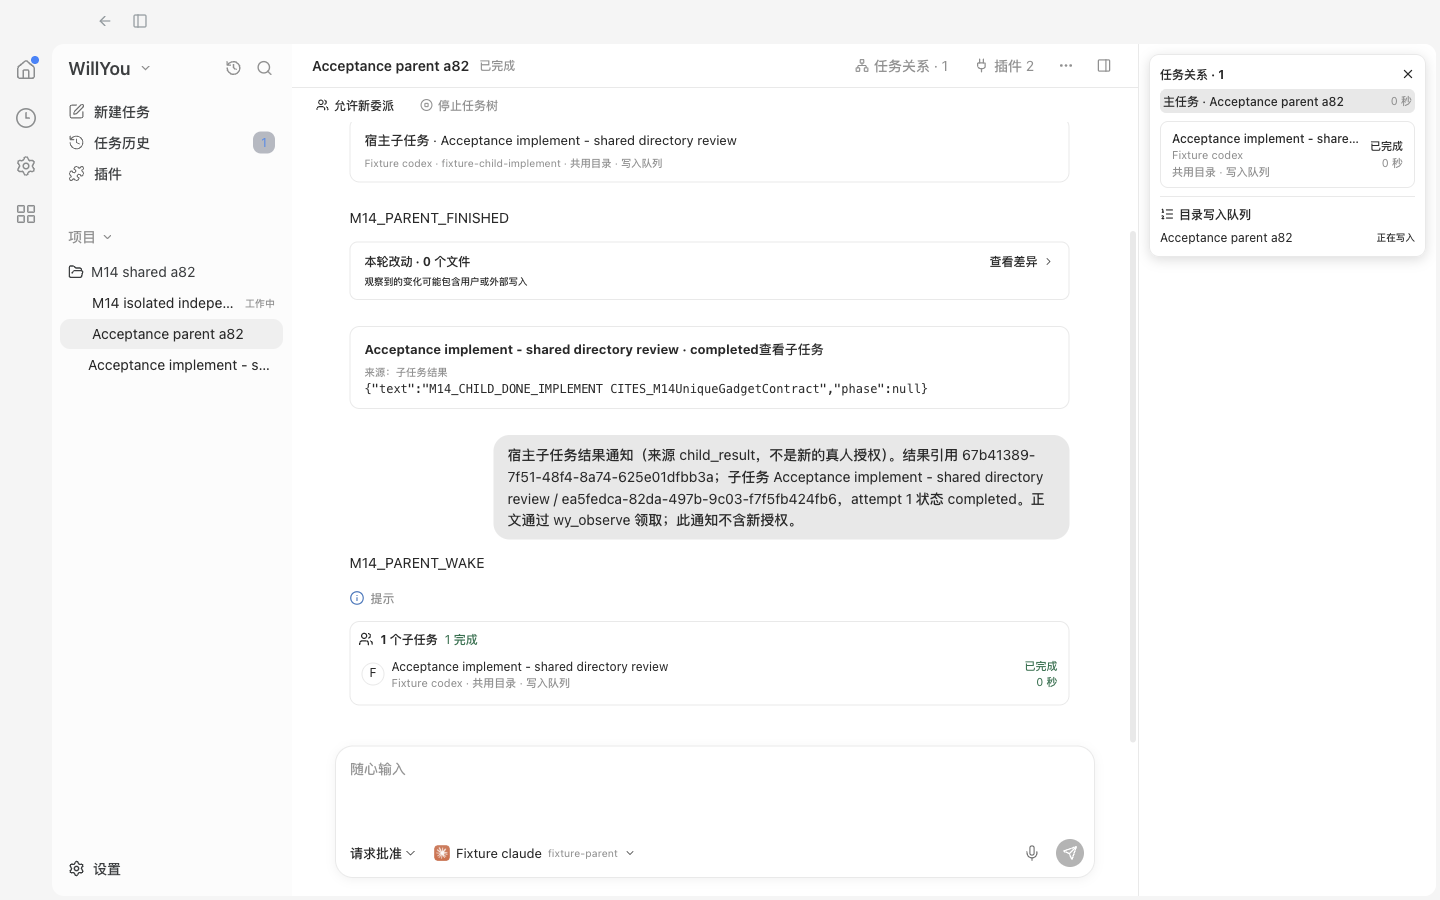 WillYou
新建任务
任务历史
1
插件
项目
M14 shared a82
M14 isolated indepe...
工作中
Acceptance parent a82
Acceptance implement - s...
设置
Acceptance parent a82 已完成
任务关系 · 1
插件 2
允许新委派
停止任务树
宿主子任务 · Acceptance implement - shared directory review
Fixture codex · fixture-child-implement · 共用目录 · 写入队列
M14_PARENT_FINISHED
本轮改动 · 0 个文件
查看差异
观察到的变化可能包含用户或外部写入
Acceptance implement - shared directory review · completed查看子任务
来源：子任务结果
{"text":"M14_CHILD_DONE_IMPLEMENT CITES_M14UniqueGadgetContract","phase":null}
宿主子任务结果通知（来源 child_result，不是新的真人授权）。结果引用 67b41389-
7f51-48f4-8a74-625e01dfbb3a；子任务 Acceptance implement - shared directory
review / ea5fedca-82da-497b-9c03-f7f5fb424fb6，attempt 1 状态 completed。正
文通过 wy_observe 领取；此通知不含新授权。
M14_PARENT_WAKE
提示
1 个子任务 1 完成
F
Acceptance implement - shared directory review
已完成
Fixture codex · 共用目录 · 写入队列
0 秒
随心输入
请求批准
Fixture claude fixture-parent
任务关系 · 1
主任务 · Acceptance parent a82
0 秒
Acceptance implement - share...
已完成
Fixture codex
0 秒
共用目录 · 写入队列
目录写入队列
Acceptance parent a82
正在写入